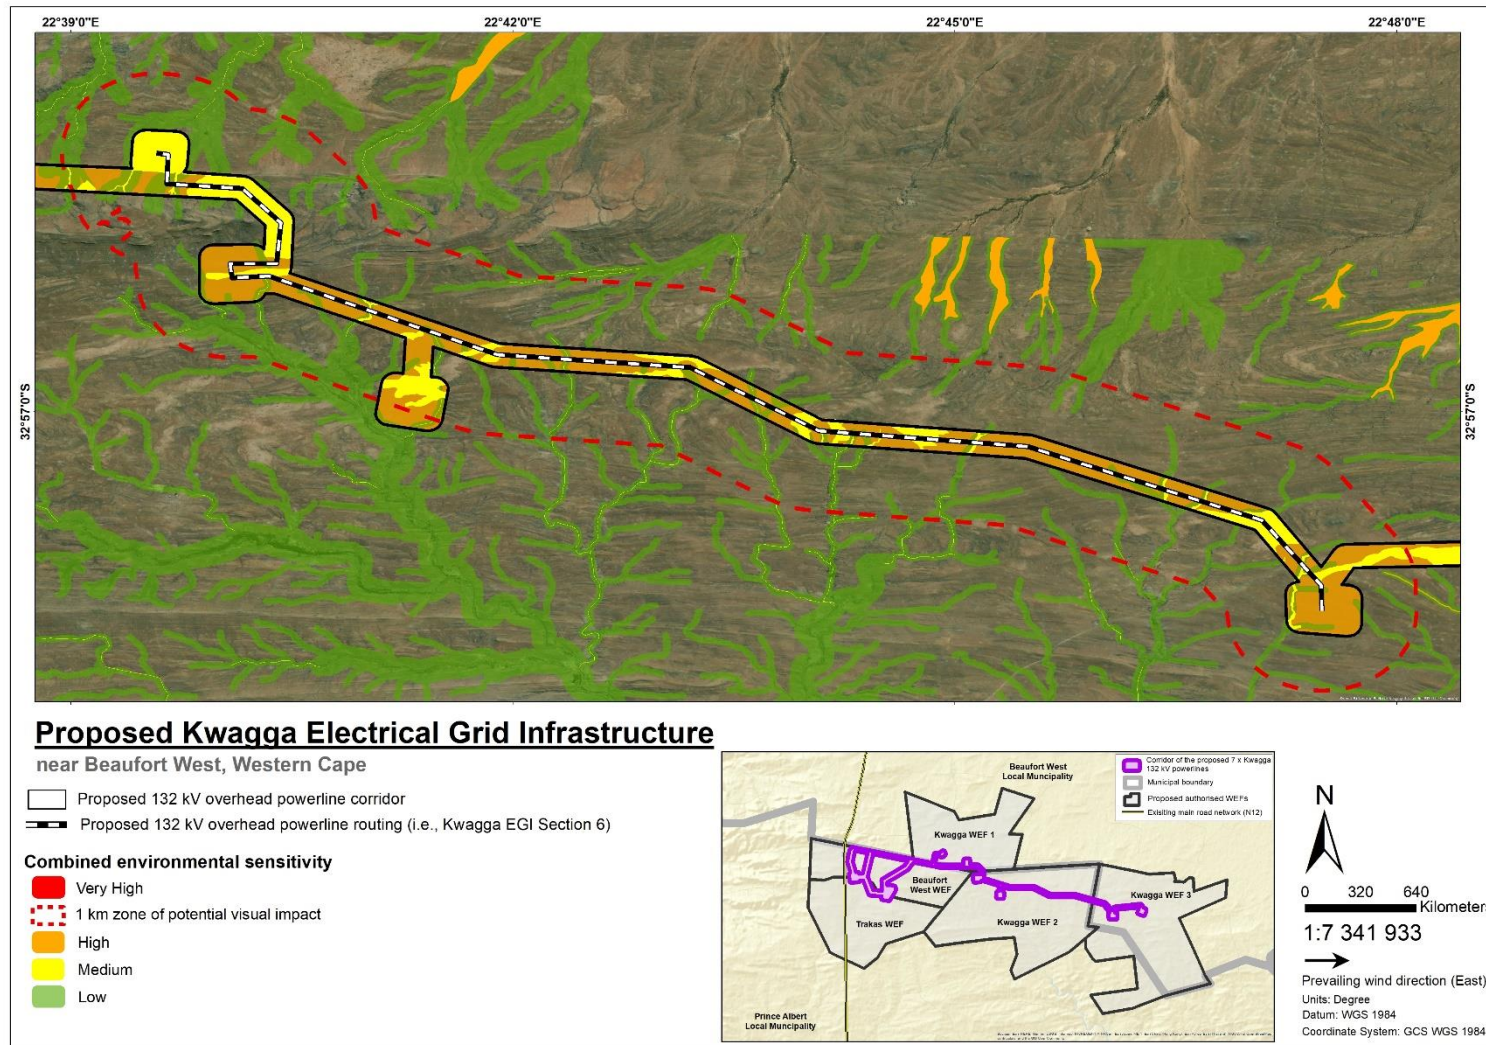 22°39'0"E
22°42'0"E
22°45'0"E
22°48'0"E
32°57'0"S
32°57'0"S
Proposed Kwagga Electrical Grid Infrastructure
near Beaufort West, Western Cape
Proposed 132 kV overhead powerline corridor
Proposed 132 kV overhead powerline routing (i.e., Kwagga EGI Section 6)
Combined environmental sensitivity
Very High
1 km zone of potential visual impact
High
Medium
Low
Beaufort West
Local Muncipality
Kwagga WEF 1
Beaufort
West WEF
Kwagga WEF 3
Trakas WEF
Kwagga WEF 2
Prince Albert
Local Muncipality
Corridor of the proposed 7 x Kwagga
132 kV powerlines
Municipal boundary
Proposed authorised WEFs
Exisiting main road network (N12)
N
0 320 640
Kilometers
1:7 341 933
Prevailing wind direction (East)
Units: Degree
Datum: WGS 1984
Coordinate System: GCS WGS 1984